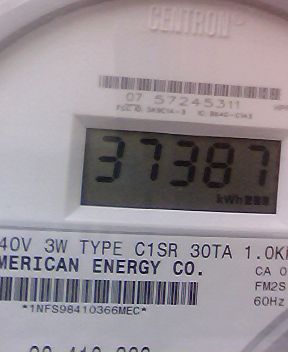 CENTRON
07 57245311
37387
kWh
40V 3W TYPE C1SR 30TA 1.0K
MERICAN ENERGY CO.
CA 0
FM2S
60Hz
*1NFS98410366MEC*